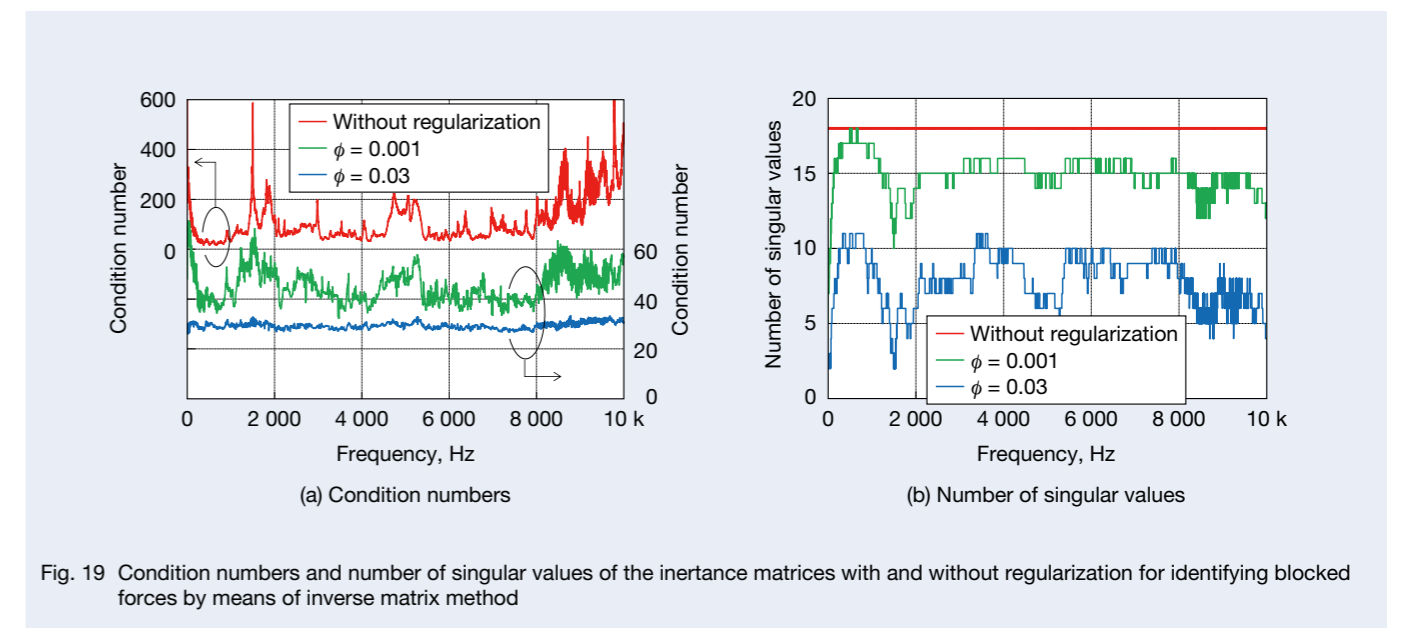 600
400
200
0
Condition number
Without regularization
ϕ = 0.001
ϕ = 0.03
60
40
20
0
Condition number
0
2 000
4 000
6 000
8 000
10 k
Frequency, Hz
(a) Condition numbers
20
15
10
5
0
Number of singular values
Without regularization
ϕ = 0.001
ϕ = 0.03
0
2 000
4 000
6 000
8 000
10 k
Frequency, Hz
(b) Number of singular values
Fig. 19 Condition numbers and number of singular values of the inertance matrices with and without regularization for identifying blocked
forces by means of inverse matrix method